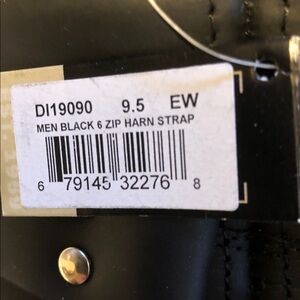 DI19090 9.5 EW
MEN BLACK 6 ZIP HARN STRAP
6 79145 32276 8